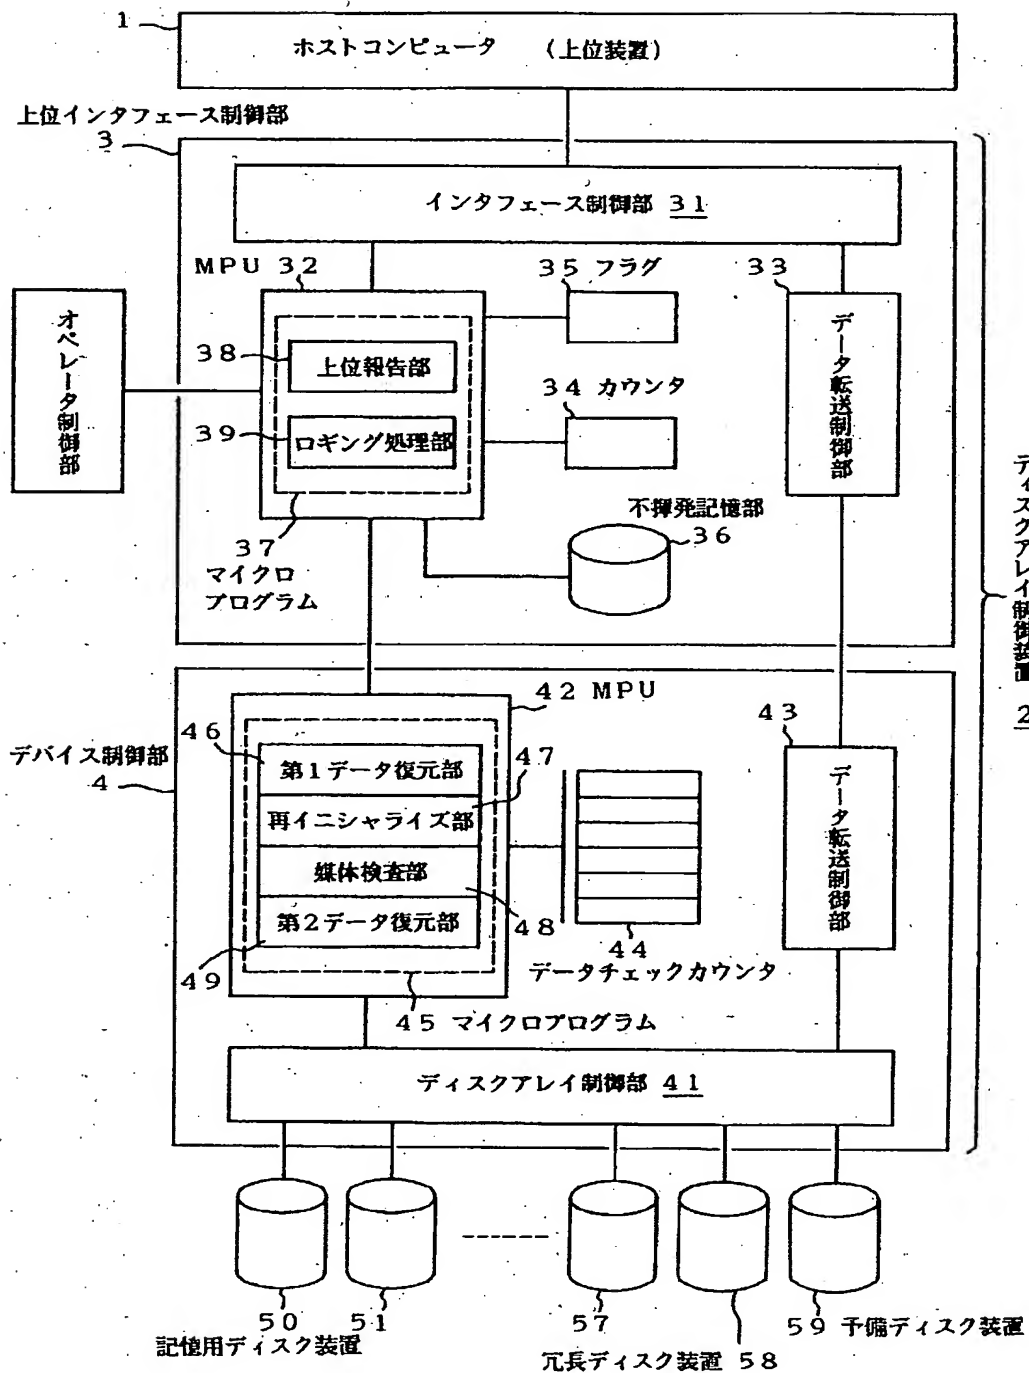 1
ホストコンピュータ (上位装置)
上位インタフェース制御部
3
インタフェース制御部 31
MPU 32
35 フラグ
33
オペレータ制御部
38
上位報告部
34 カウンタ
データ転送制御部
39
ロギング処理部
不揮発記憶部
36
37
マイクロ
プログラム
ディスクアレイ制御装置 2
42 MPU
43
46
47
デバイス制御部
4
第1データ復元部
再イニシャライズ部
媒体検査部
第2データ復元部
データ転送制御部
48
44
49
データチェックカウンタ
45 マイクロプログラム
ディスクアレイ制御部 41
50
51
57
59 予備ディスク装置
記憶用ディスク装置
冗長ディスク装置 58